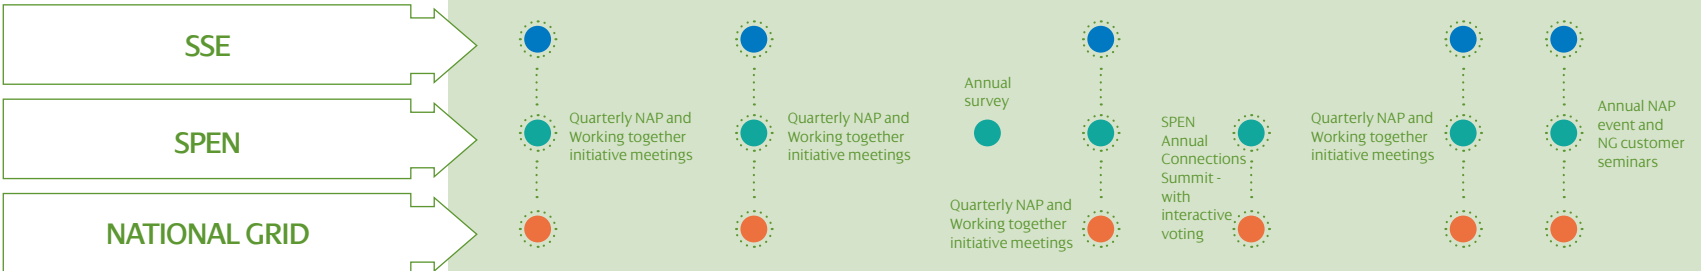 SSE
SPEN
NATIONAL GRID
Quarterly NAP and
Working together
initiative meetings
Quarterly NAP and
Working together
initiative meetings
Annual
survey
Quarterly NAP and
Working together
initiative meetings
SPEN
Annual
Connections
Summit -
with
interactive
voting
Quarterly NAP and
Working together
initiative meetings
Annual NAP
event and
NG customer
seminars